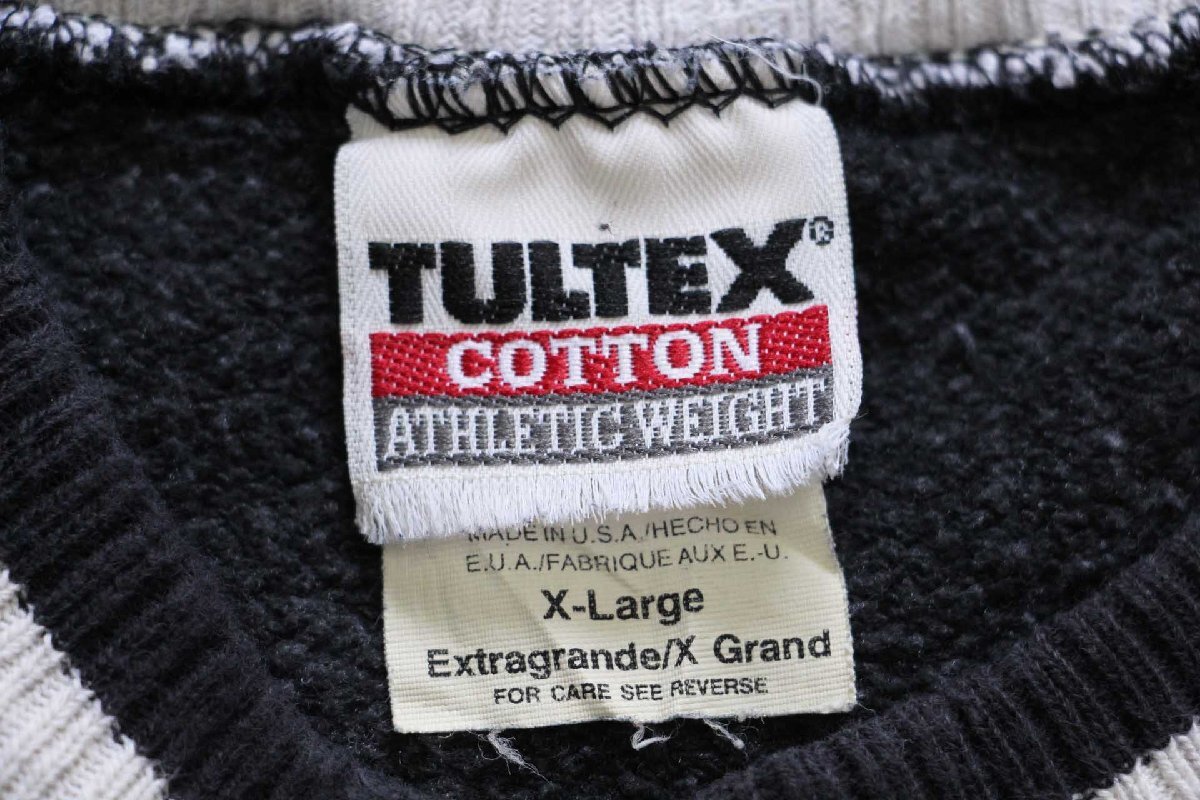 TULTEX®
COTTON
ATHLETIC WEIGHT
MADE IN U.S.A./HECHO EN
E.U.A./FABRIQUE AUX E.-U.
X-Large
Extragrande/X Grand
FOR CARE SEE REVERSE